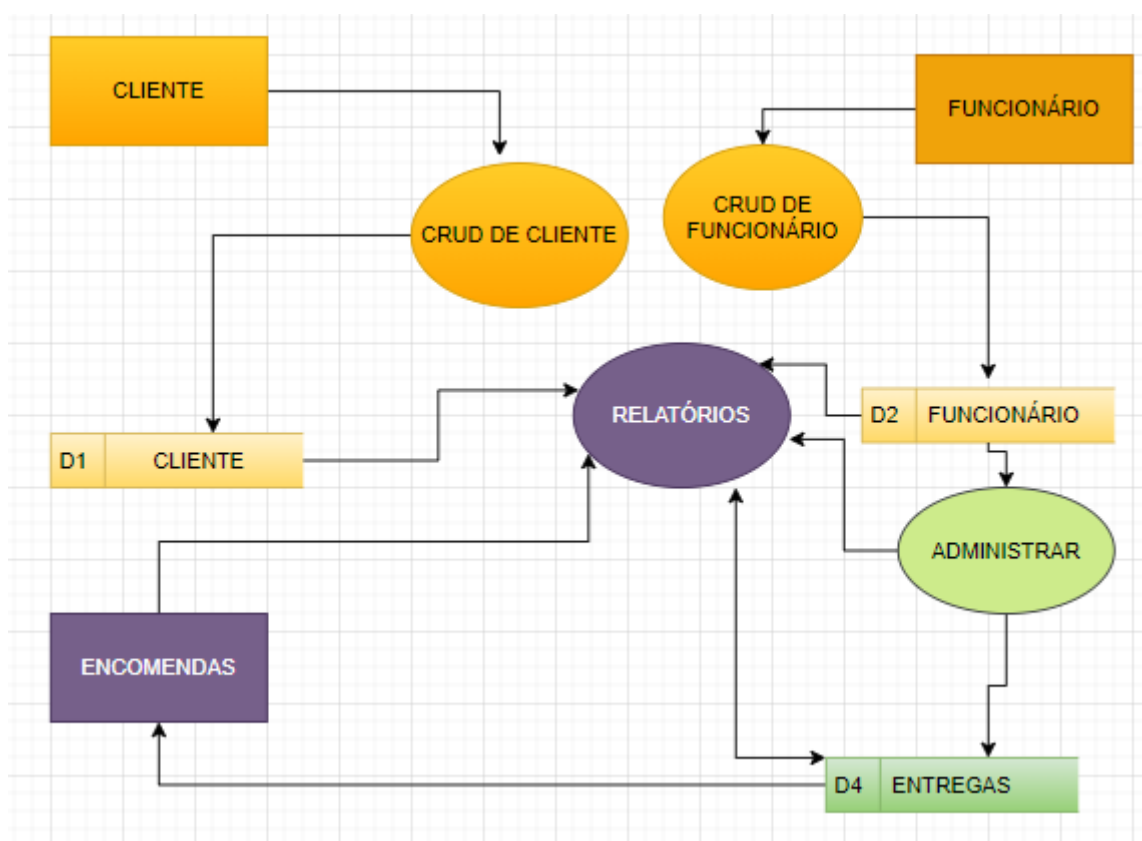 CLIENTE
FUNCIONÁRIO
CRUD DE CLIENTE
CRUD DE
FUNCIONÁRIO
RELATÓRIOS
D2 FUNCIONÁRIO
D1 CLIENTE
ADMINISTRAR
ENCOMENDAS
D4 ENTREGAS